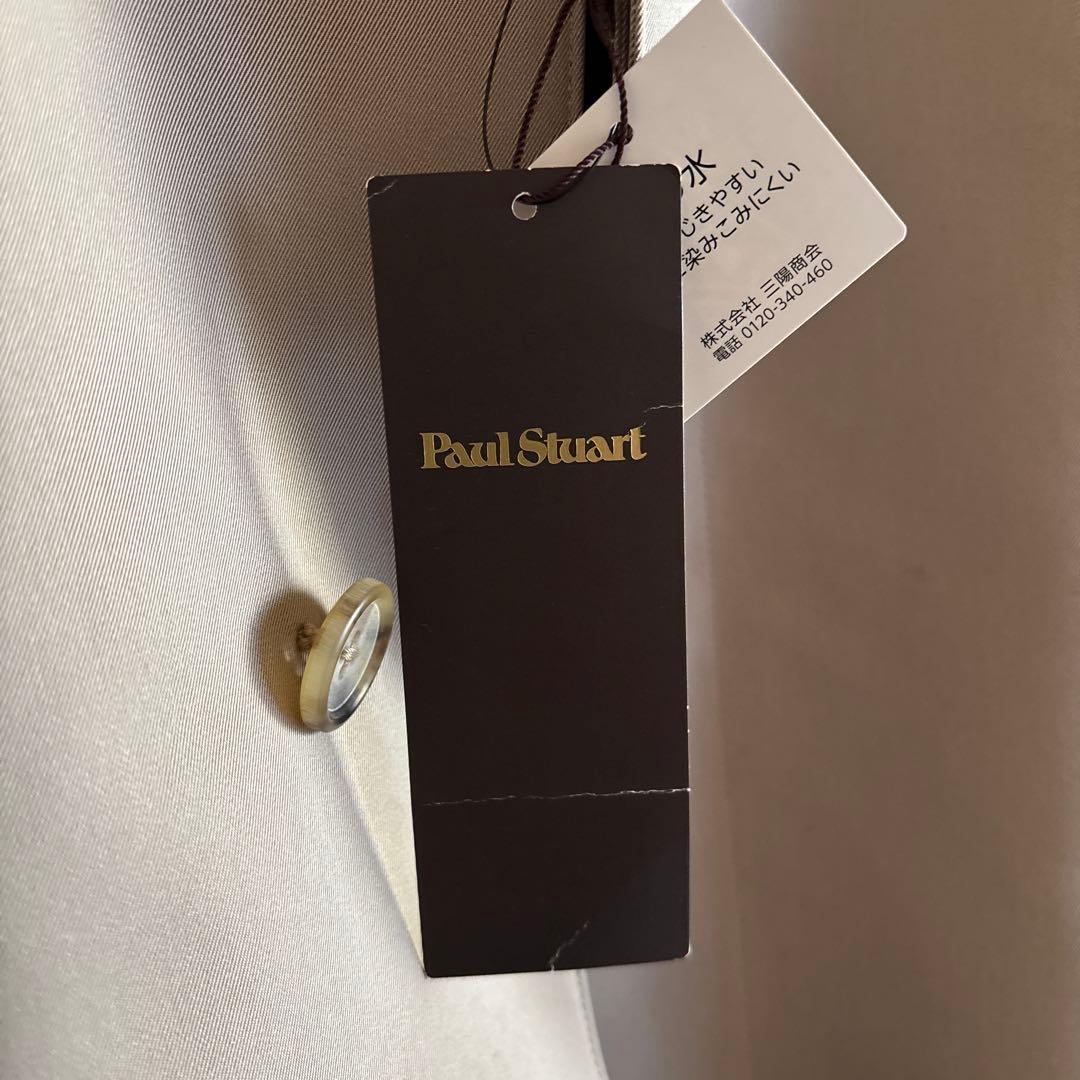 Paul Stuart
水
じきやすい
染みこみにくい
株式会社 三陽商会
電話 0120-340-460